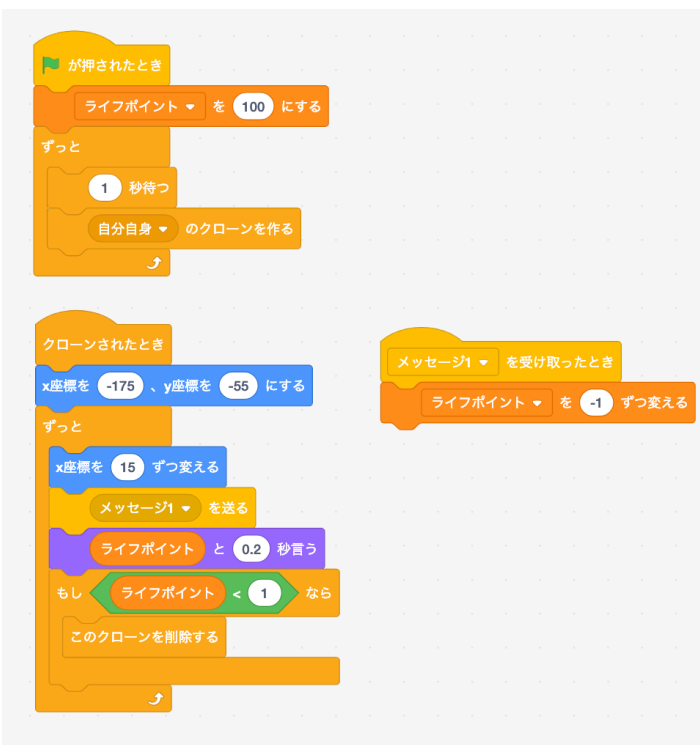 が押されたとき
ライフポイント を 100 にする
ずっと
1 秒待つ
自分自身 のクローンを作る
クローンされたとき
x座標を -175 、y座標を -55 にする
ずっと
x座標を 15 ずつ変える
メッセージ1 を送る
ライフポイント と 0.2 秒言う
もし ライフポイント < 1 なら
このクローンを削除する
メッセージ1 を受け取ったとき
ライフポイント を -1 ずつ変える